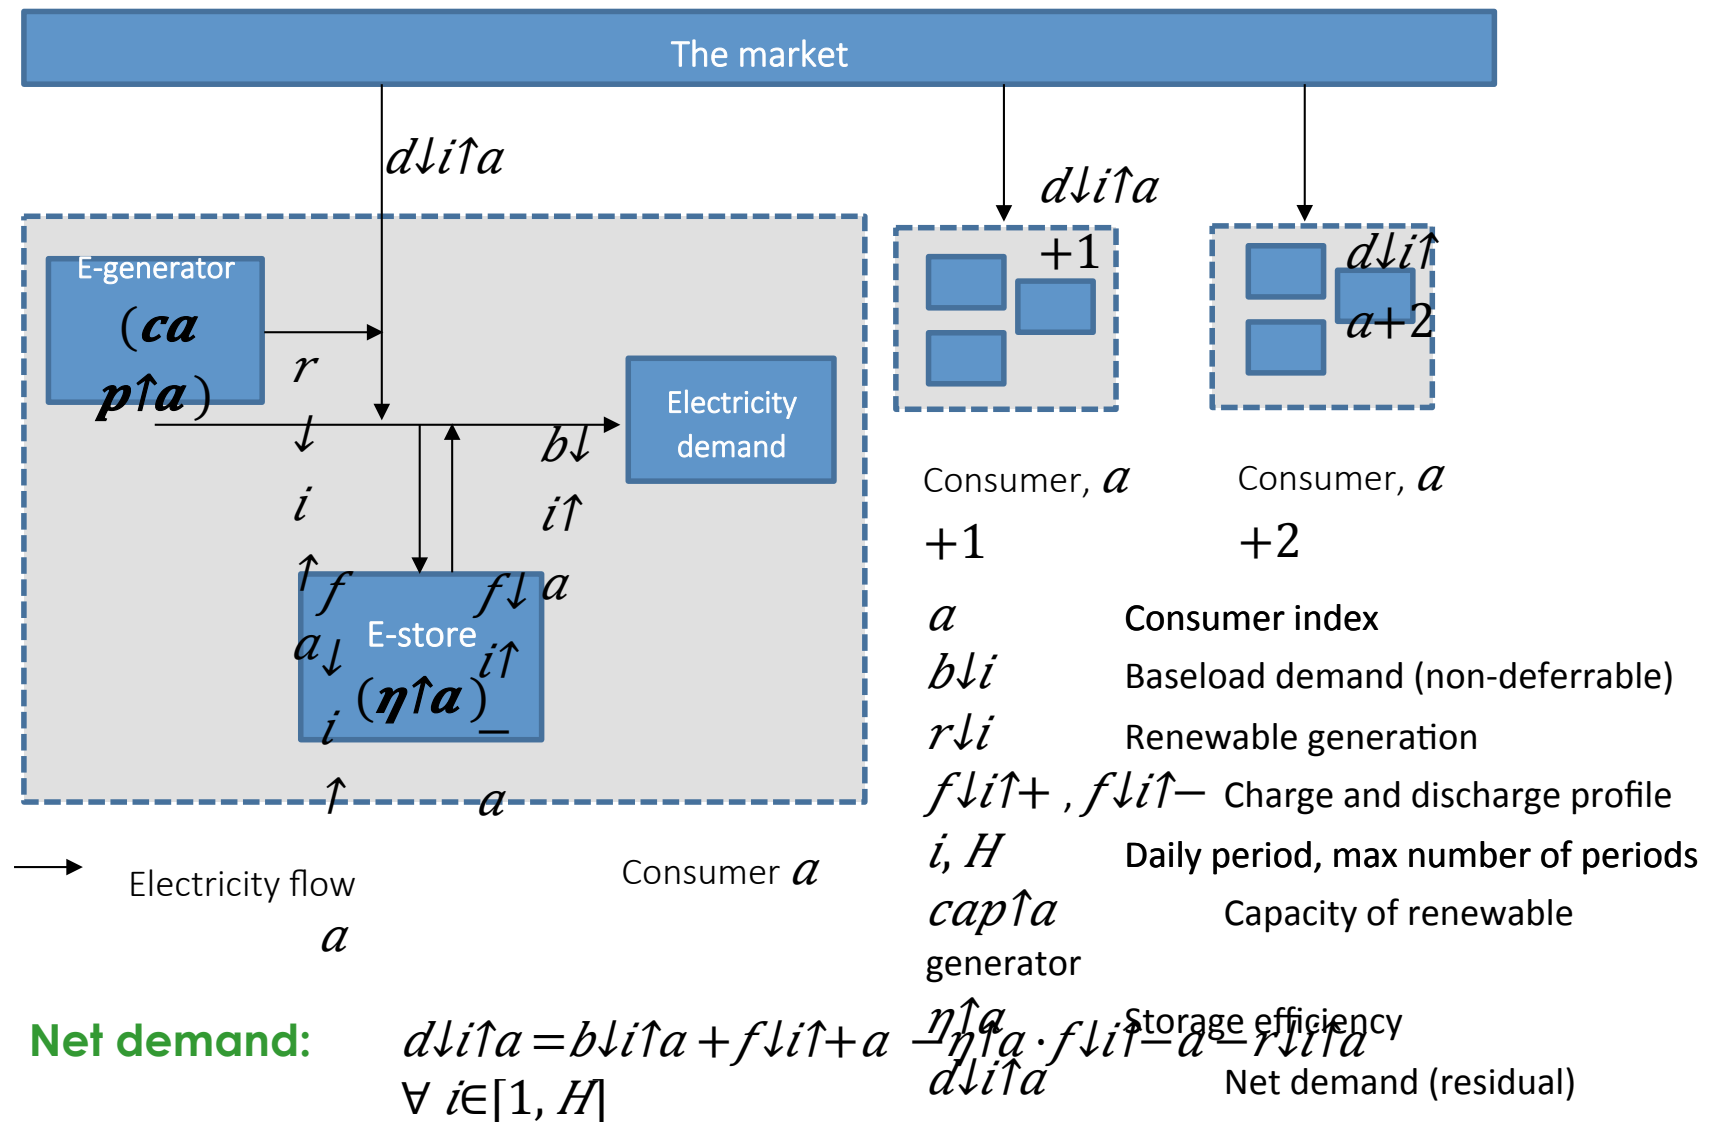 The market
d↓i↑a
d↓i↑a
+1
d↓i↑
a+2
E-generator
(ca
p↑a)
r
↓
i
↑
a
Electricity
demand
b↓
i↑
a
f
↓
i
↑
f↓
i↑
−
a
E-store
(η↑a)
Consumer, a
+1
Consumer, a
+2
Electricity flow
a
Consumer a
a Consumer index
b↓i Baseload demand (non-deferrable)
r↓i Renewable generation
f↓i↑+ , f↓i↑− Charge and discharge profile
i, H Daily period, max number of periods
cap↑a Capacity of renewable
generator
η↑a Storage efficiency
d↓i↑a Net demand (residual)
Net demand: d↓i↑a=b↓i↑a+f↓i↑+a −η↑a·f↓i↑−a−r↓i↑a
∀ i∈[1, H]